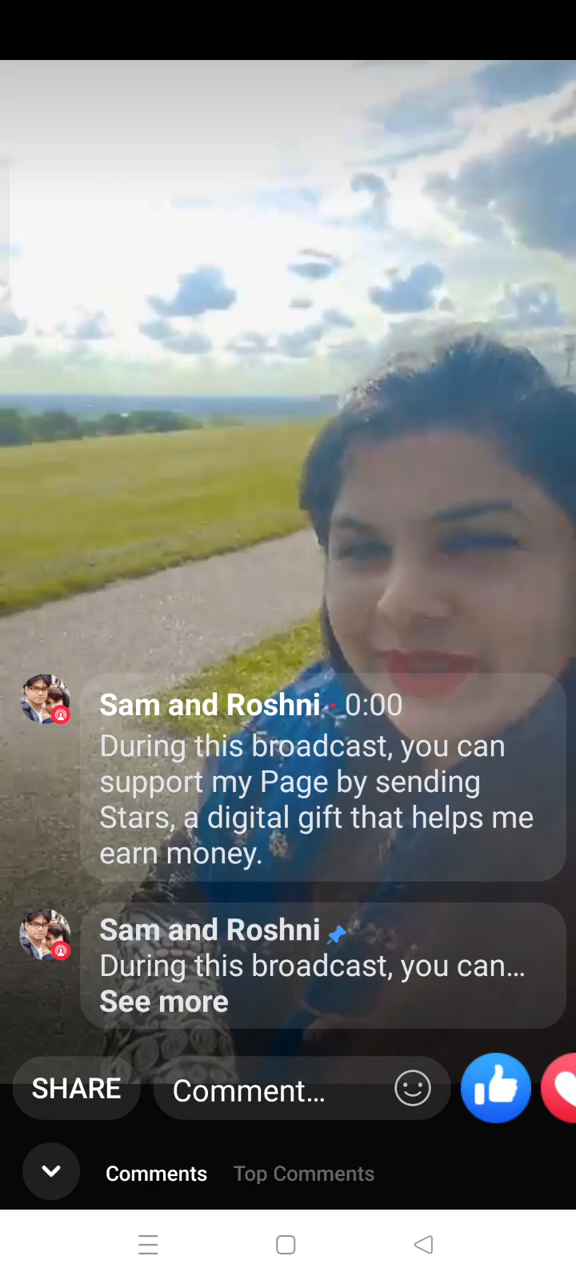 Sam and Roshni · 0:00
During this broadcast, you can
support my Page by sending
Stars, a digital gift that helps me
earn money.
Sam and Roshni
During this broadcast, you can...
See more
SHARE
Comment...
Comments
Top Comments